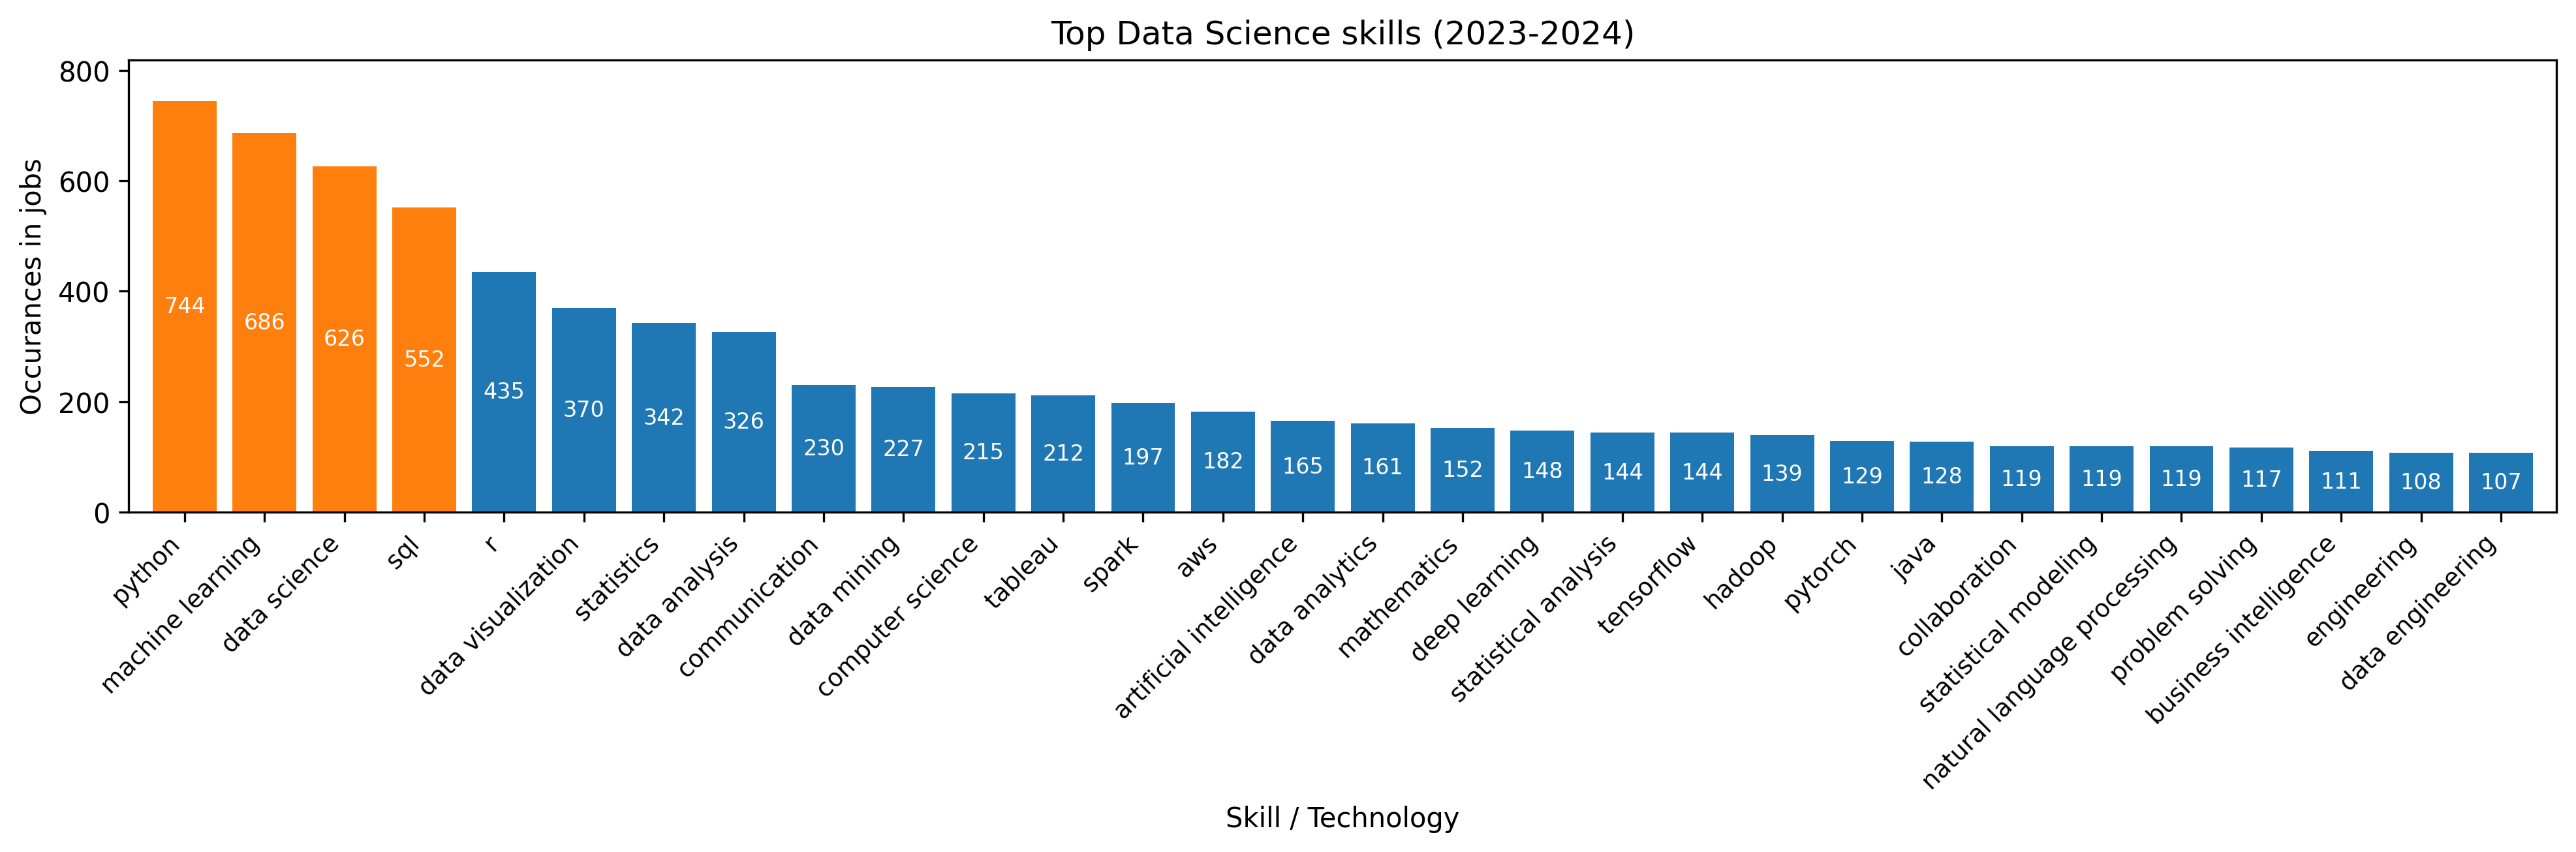 Top Data Science skills (2023-2024)
Occurances in jobs
800
600
400
200
0
744
686
626
552
435
370
342
326
230
227
215
212
197
182
165
161
152
148
144
144
139
129
128
119
119
119
117
111
108
107
python
machine learning
data science
sql
r
data visualization
statistics
data analysis
communication
data mining
computer science
tableau
spark
aws
artificial intelligence
data analytics
mathematics
deep learning
statistical analysis
tensorflow
hadoop
pytorch
java
collaboration
statistical modeling
natural language processing
problem solving
business intelligence
engineering
data engineering
Skill / Technology